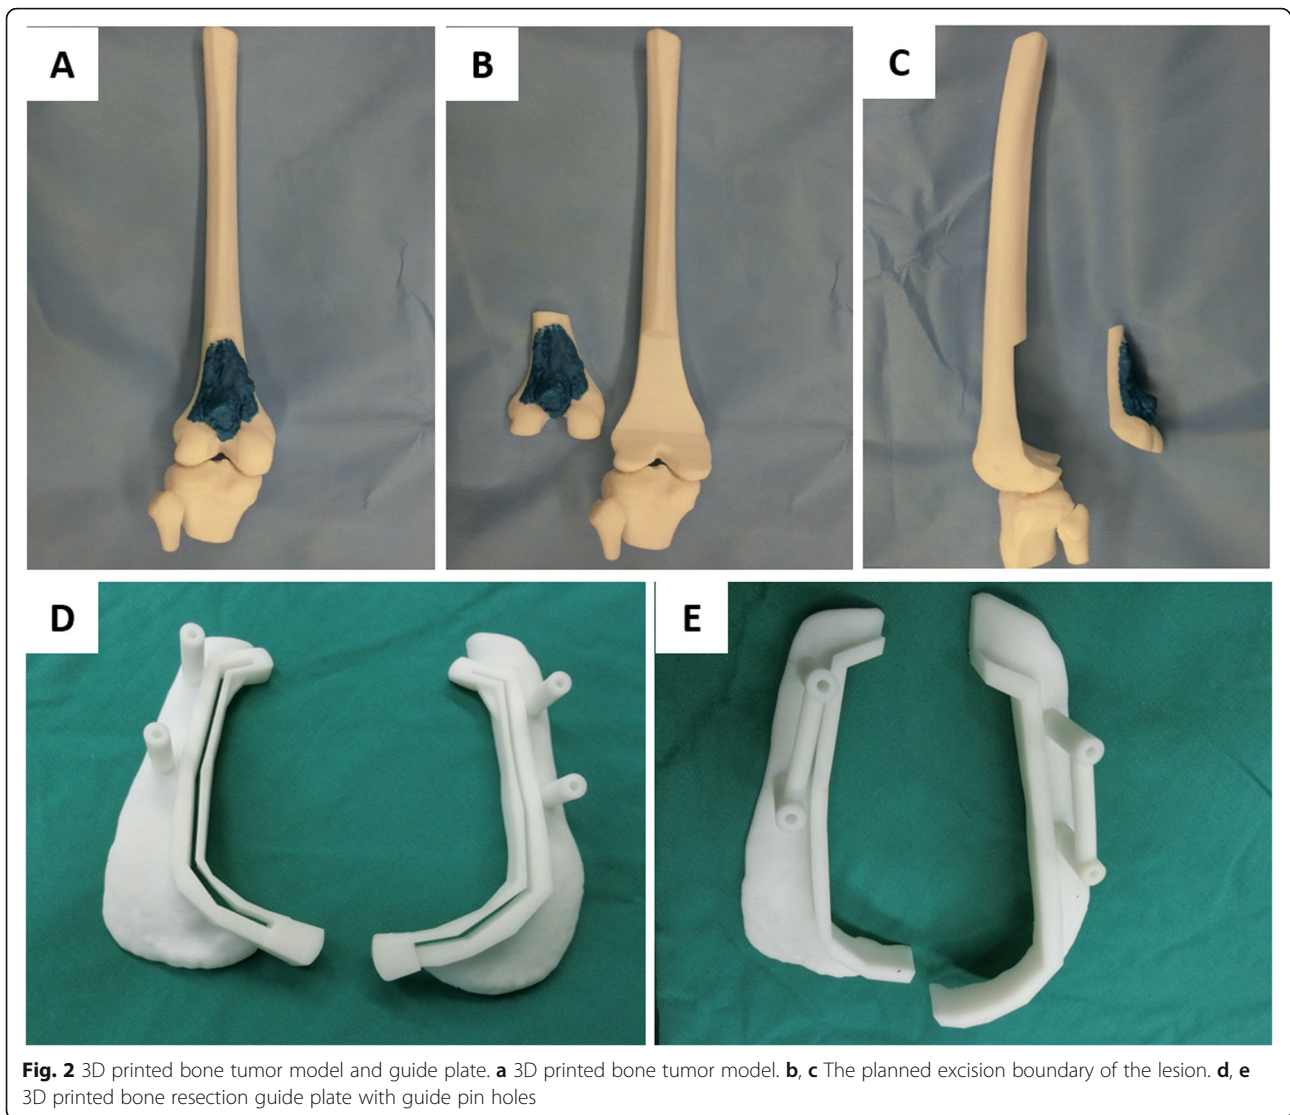 A
B
C
D
E
Fig. 2 3D printed bone tumor model and guide plate. a 3D printed bone tumor model. b, c The planned excision boundary of the lesion. d, e
3D printed bone resection guide plate with guide pin holes